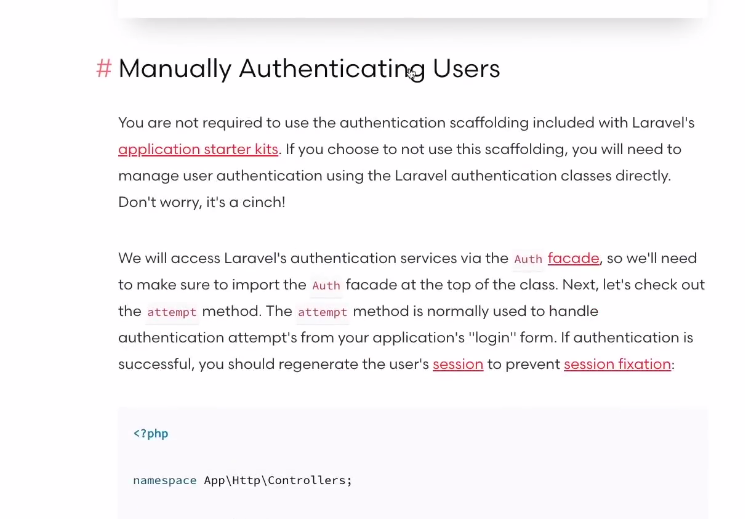 # Manually Authenticating Users
You are not required to use the authentication scaffolding included with Laravel's
application starter kits. If you choose to not use this scaffolding, you will need to
manage user authentication using the Laravel authentication classes directly.
Don't worry, it's a cinch!
We will access Laravel's authentication services via the Auth facade, so we'll need
to make sure to import the Auth facade at the top of the class. Next, let's check out
the attempt method. The attempt method is normally used to handle
authentication attempt's from your application's "login" form. If authentication is
successful, you should regenerate the user's session to prevent session fixation:
<?php
namespace App\Http\Controllers;